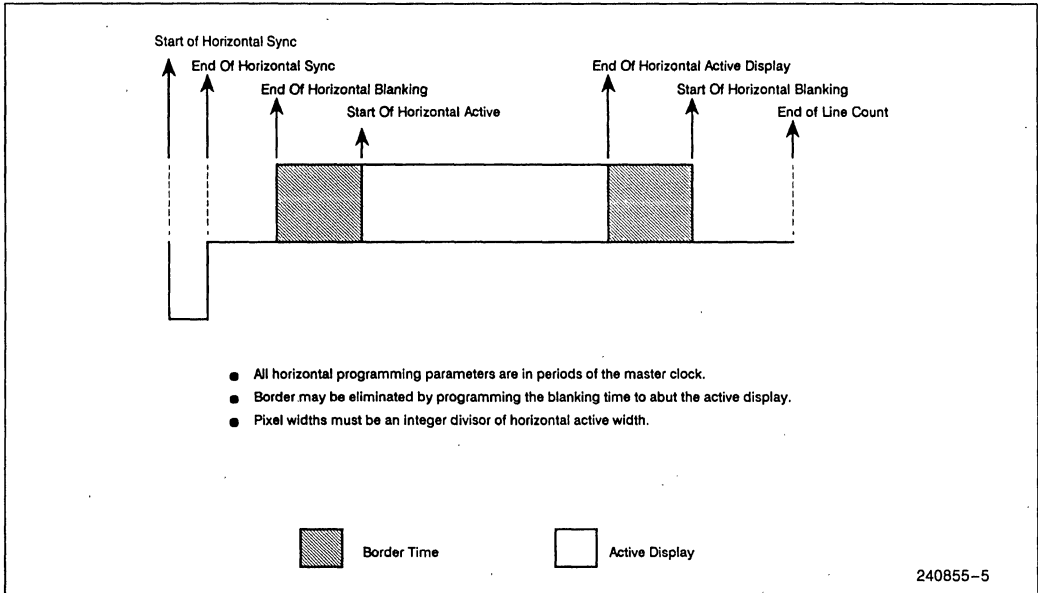 Start of Horizontal Sync
End Of Horizontal Sync
End Of Horizontal Active Display
End Of Horizontal Blanking
Start Of Horizontal Blanking
Start Of Horizontal Active
End of Line Count
● All horizontal programming parameters are in periods of the master clock.
● Border may be eliminated by programming the blanking time to abut the active display.
● Pixel widths must be an integer divisor of horizontal active width.
Border Time
Active Display
240855–5